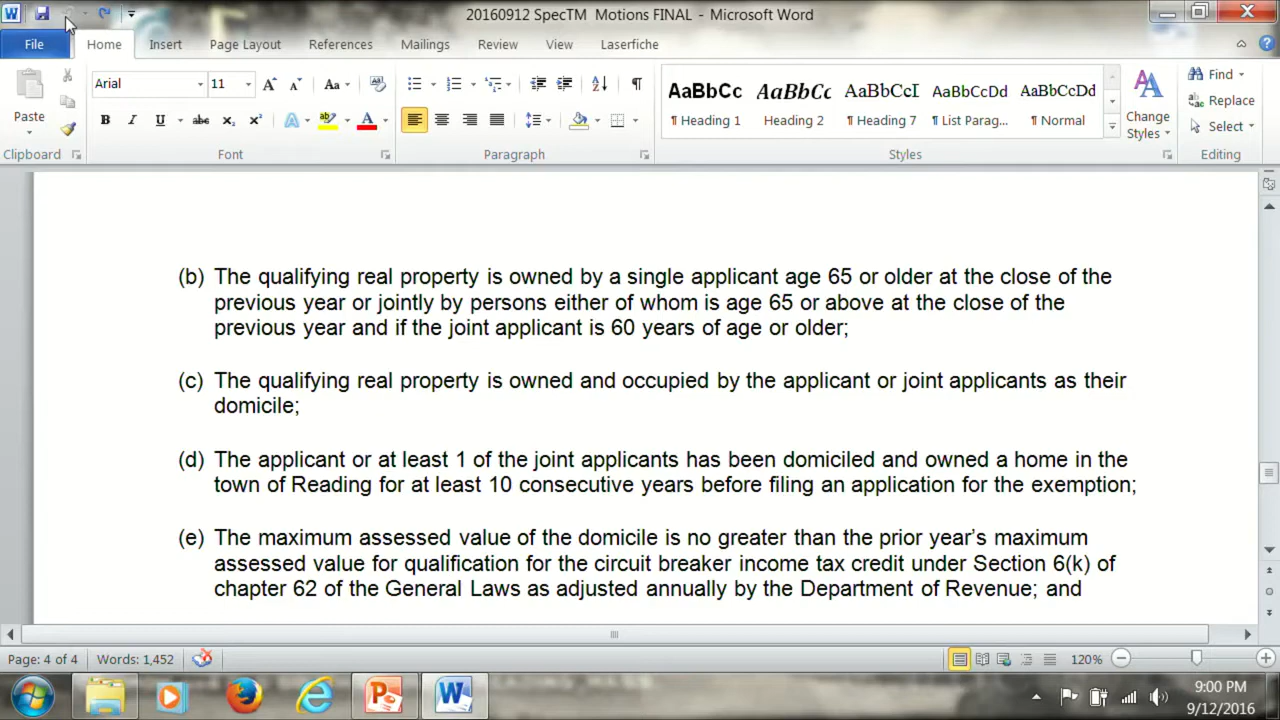 20160912 SpecTM Motions FINAL - Microsoft Word
File Home Insert Page Layout References Mailings Review View Laserfiche
Paste
Clipboard
Arial 11
Font
Paragraph
AaBbCc AaBbCc AaBbCcI AaBbCcDd AaBbCcDd
¶ Heading 1 Heading 2 ¶ Heading 7 ¶ List Parag... ¶ Normal
Change
Styles
Styles
Find
Replace
Select
Editing
(b) The qualifying real property is owned by a single applicant age 65 or older at the close of the
previous year or jointly by persons either of whom is age 65 or above at the close of the
previous year and if the joint applicant is 60 years of age or older;
(c) The qualifying real property is owned and occupied by the applicant or joint applicants as their
domicile;
(d) The applicant or at least 1 of the joint applicants has been domiciled and owned a home in the
town of Reading for at least 10 consecutive years before filing an application for the exemption;
(e) The maximum assessed value of the domicile is no greater than the prior year's maximum
assessed value for qualification for the circuit breaker income tax credit under Section 6(k) of
chapter 62 of the General Laws as adjusted annually by the Department of Revenue; and
Page: 4 of 4 Words: 1,452 120%
9:00 PM
9/12/2016